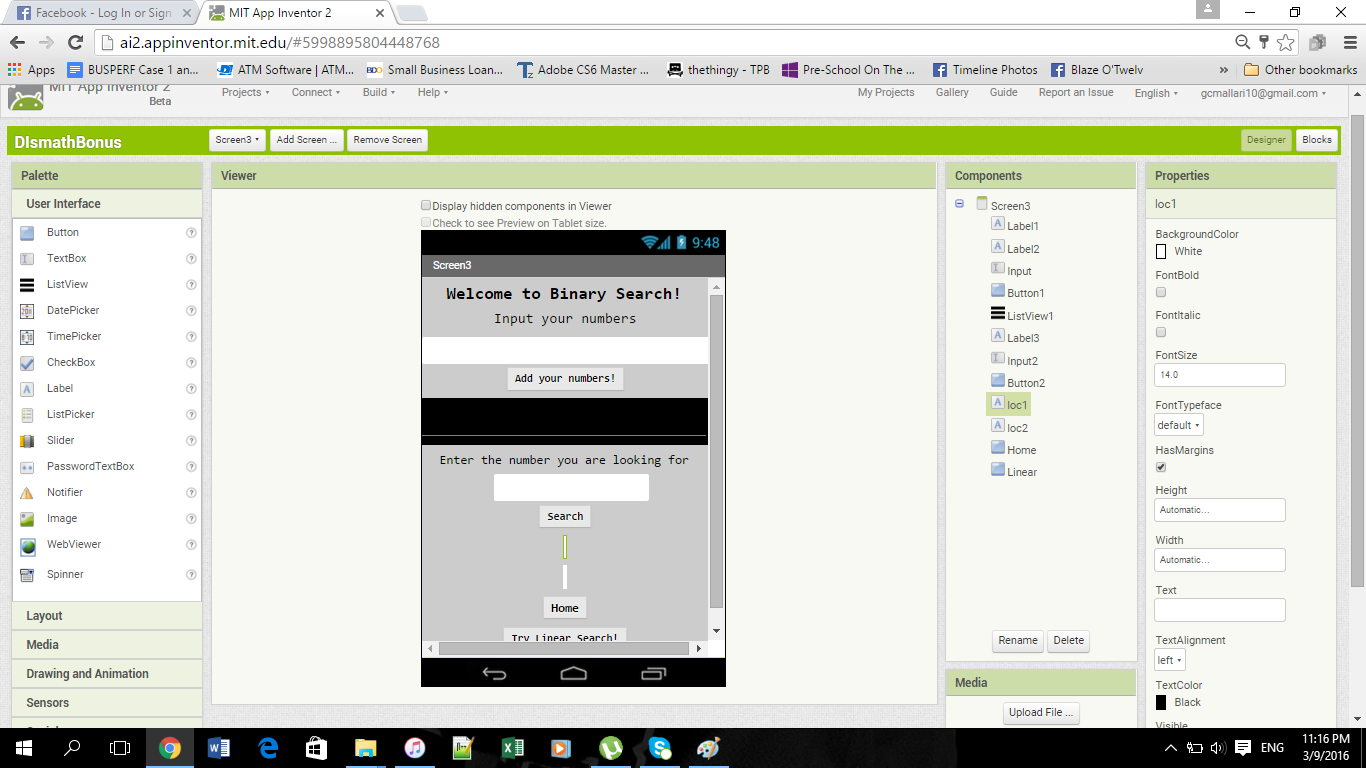 Facebook - Log In or Sign
MIT App Inventor 2
ai2.appinventor.mit.edu/#5998895804448768
Apps BUSPERF Case 1 an... ATM Software | ATM... Small Business Loan... Adobe CS6 Master ... thethingy - TPB Pre-School On The ... Timeline Photos Blaze O'Twelv » Other bookmarks
MIT App Inventor 2
Beta
Projects Connect Build Help My Projects Gallery Guide Report an Issue English gcmallari10@gmail.com
DIsmathBonus Screen3 Add Screen ... Remove Screen Designer Blocks
Palette
User Interface
Button ?
TextBox ?
ListView ?
DatePicker ?
TimePicker ?
CheckBox ?
Label ?
ListPicker ?
Slider ?
PasswordTextBox ?
Notifier ?
Image ?
WebViewer ?
Spinner ?
Layout
Media
Drawing and Animation
Sensors
Viewer
Display hidden components in Viewer
Check to see Preview on Tablet size.
9:48
Screen3
Welcome to Binary Search!
Input your numbers
Add your numbers!
Enter the number you are looking for
Search
Home
Try Linear Search!
Components
Screen3
Label1
Label2
Input
Button1
ListView1
Label3
Input2
Button2
loc1
loc2
Home
Linear
Rename Delete
Media
Upload File ...
Properties
loc1
BackgroundColor
White
FontBold
FontItalic
FontSize
14.0
FontTypeface
default
HasMargins
Height
Automatic...
Width
Automatic...
Text
TextAlignment
left
TextColor
Black
Visible
ENG
11:16 PM
3/9/2016